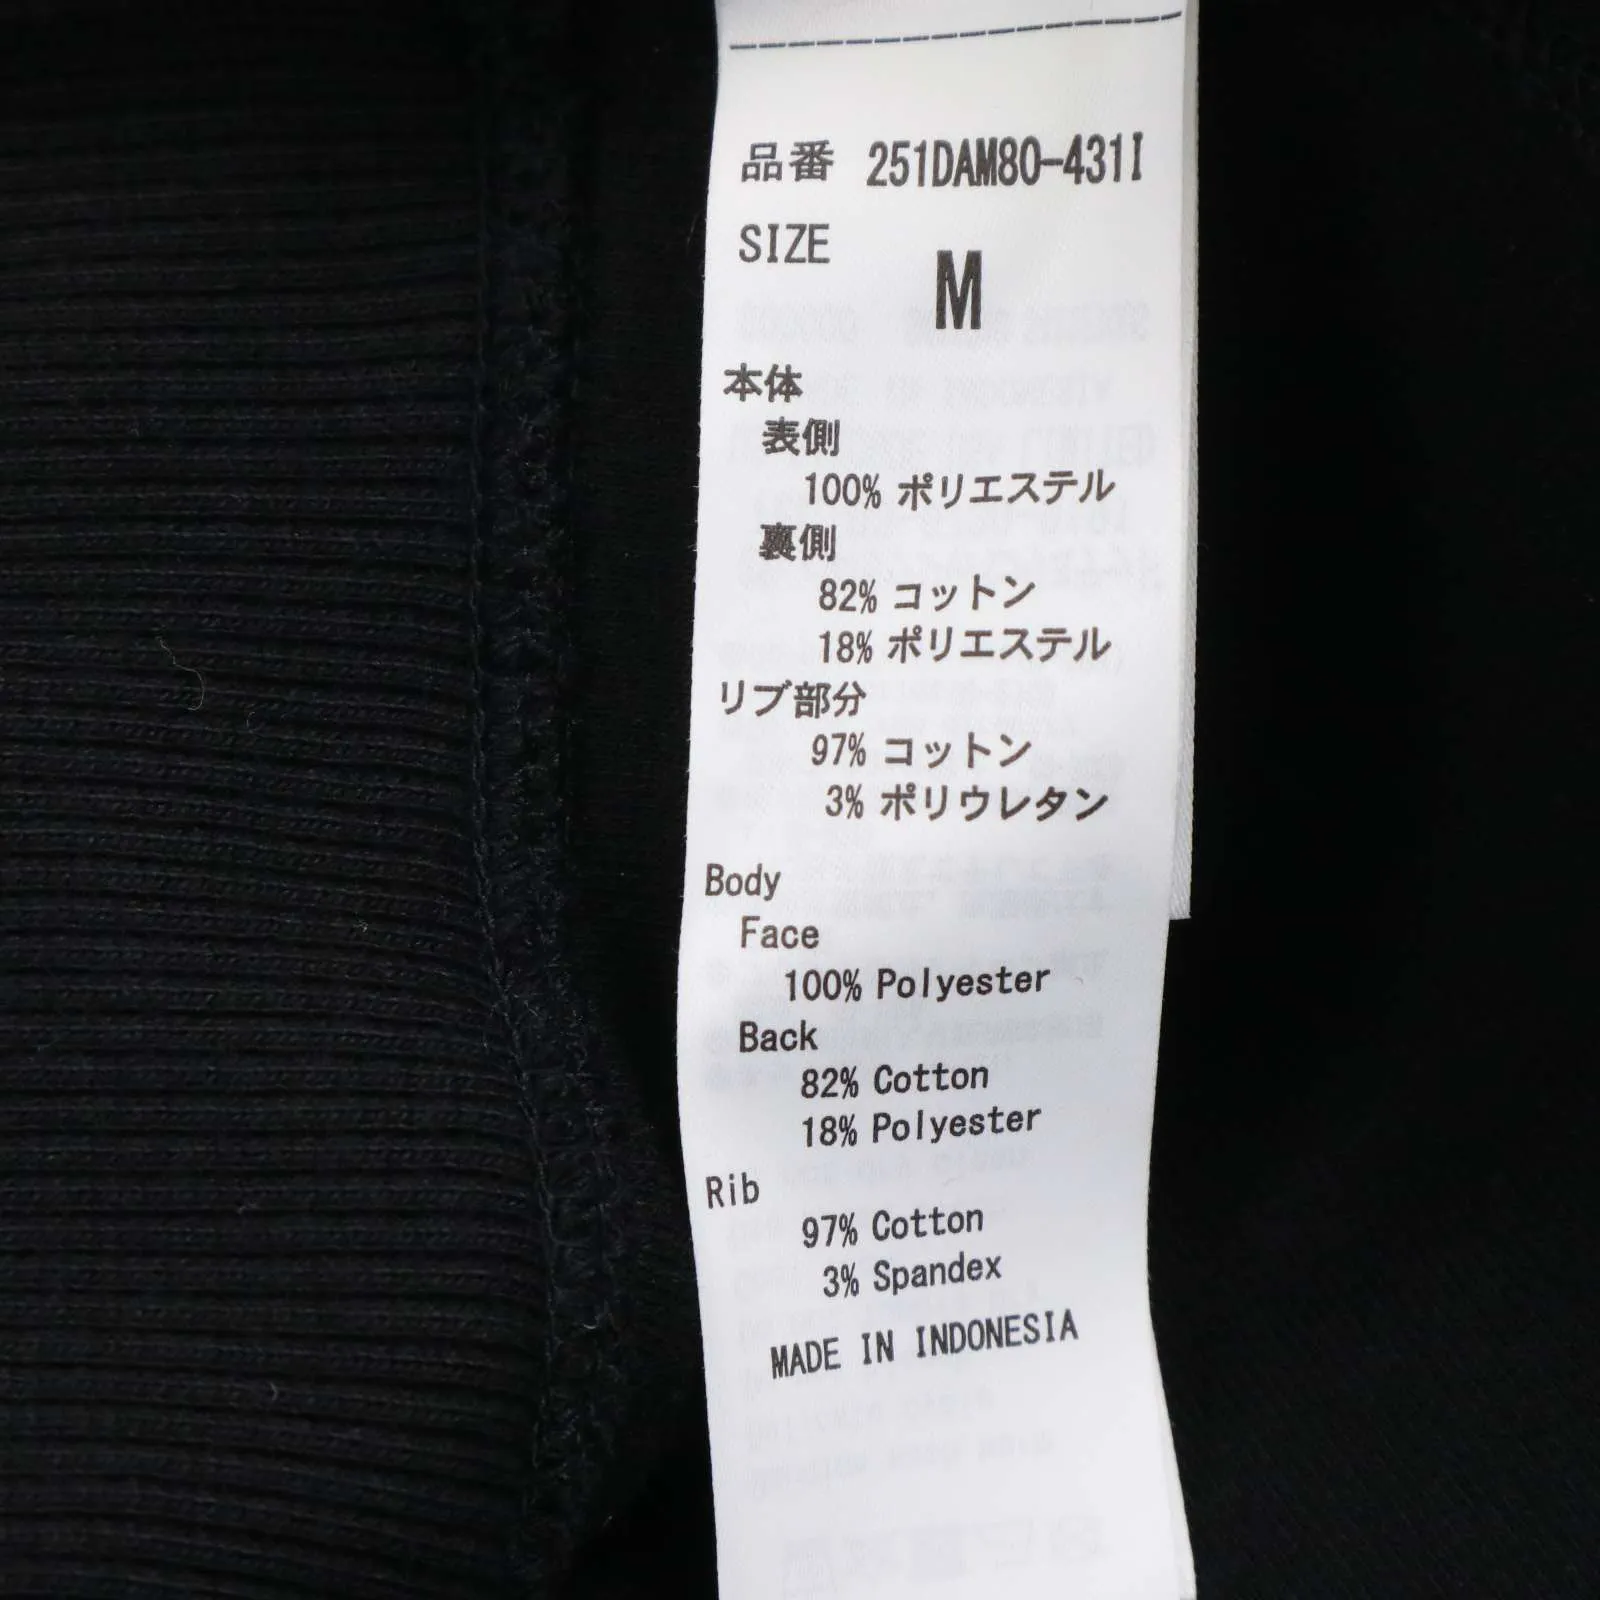 品番 251DAM80-431I
SIZE
M
本体
表側
100% ポリエステル
裏側
82% コットン
18% ポリエステル
リブ部分
97% コットン
3% ポリウレタン
Body
Face
100% Polyester
Back
82% Cotton
18% Polyester
Rib
97% Cotton
3% Spandex
MADE IN INDONESIA